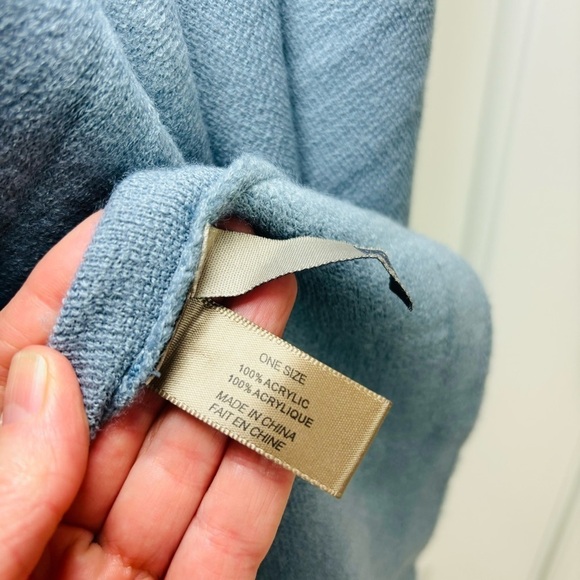 ONE SIZE
100% ACRYLIC
100% ACRYLIQUE
MADE IN CHINA
FAIT EN CHINE